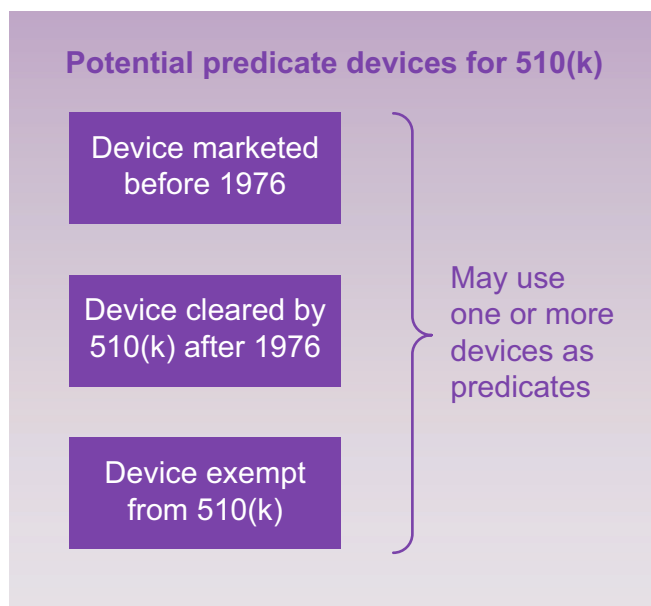 Potential predicate devices for 510(k)
Device marketed
before 1976
Device cleared by
510(k) after 1976
Device exempt
from 510(k)
May use
one or more
devices as
predicates